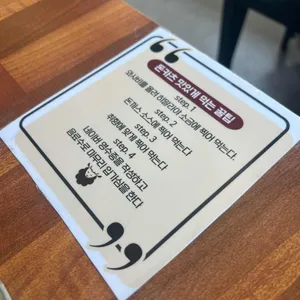 돈카츠 맛있게 먹는 꿀팁
step. 1
와사비를 올려 히말라야 소금에 찍어 먹는다.
step. 2
돈카스 소스에 찍어 먹는다
step. 3
취향에 맞게 찍어 먹는다
step. 4
네이버 영수증을 작성하고
음료수로 마무리 입가심을 한다.